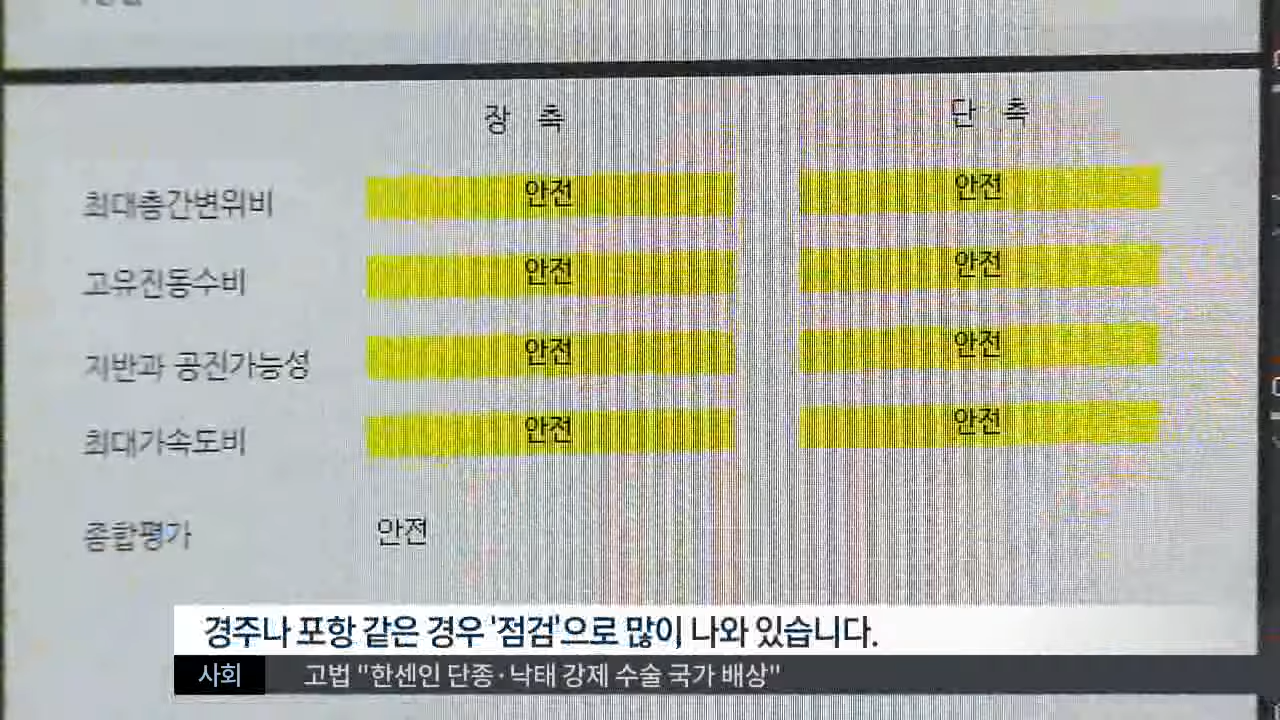 장 축 단 축
최대층간변위비 안전 안전
고유진동수비 안전 안전
지반과 공진가능성 안전 안전
최대가속도비 안전 안전
종합평가 안전
경주나 포항 같은 경우 '점검'으로 많이 나와 있습니다.
사회 고법 "한센인 단종·낙태 강제 수술 국가 배상"